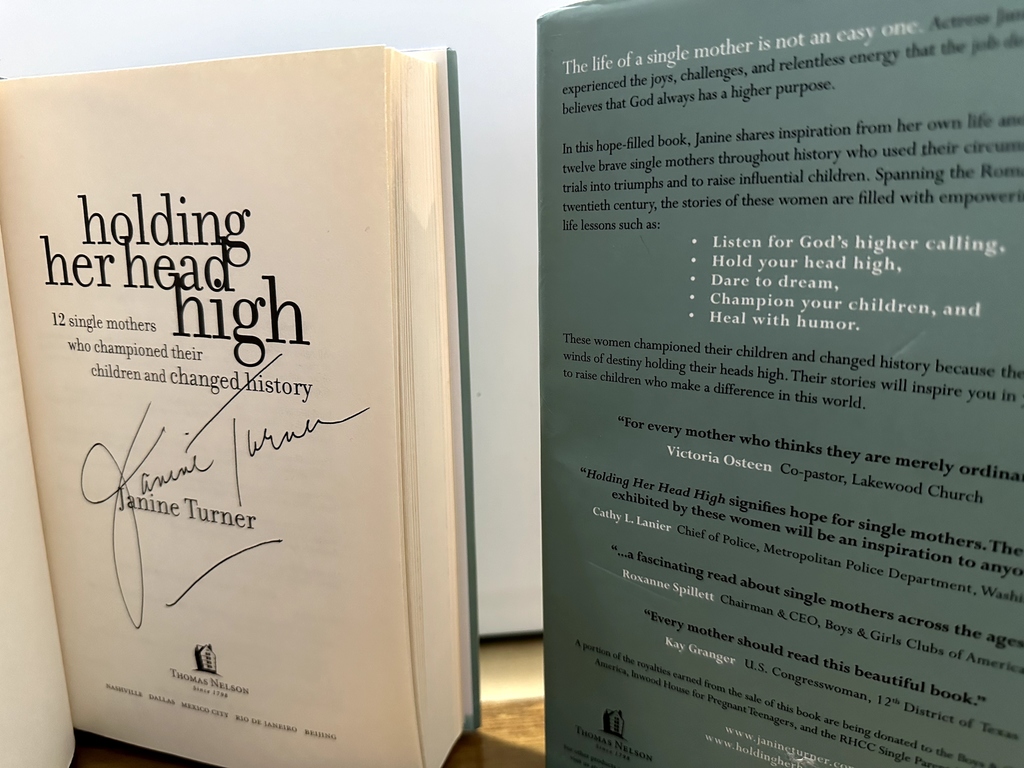 holding
her head
high
12 single mothers
who championed their
children and changed history
Janine Turner
Janine Turner
THOMAS NELSON
Since 1798
NASHVILLE DALLAS MEXICO CITY RIO DE JANEIRO BEIJING
The life of a single mother is not an easy one. Actress
experienced the joys, challenges, and relentless energy that the job
believes that God always has a higher purpose.
In this hope-filled book, Janine shares inspiration from her own life and
twelve brave single mothers throughout history who used their
trials into triumphs and to raise influential children. Spanning the
twentieth century, the stories of these women are filled with
life lessons such as:
• Listen for God's higher calling,
• Hold your head high,
• Dare to dream,
• Champion your children, and
• Heal with humor.
These women championed their children and changed history because
winds of destiny holding their heads high. Their stories will inspire you in
to raise children who make a difference in this world.
"For every mother who thinks they are merely
Victoria Osteen Co-pastor, Lakewood Church
"Holding Her Head High signifies hope for single mothers.
exhibited by these women will be an inspiration to
Cathy L. Lanier Chief of Police, Metropolitan Police Department,
"...a fascinating read about single mothers across the ages
Roxanne Spillett Chairman & CEO, Boys & Girls Clubs of America
"Every mother should read this beautiful book."
Kay Granger U.S. Congresswoman, 12th District of Texas
A portion of the royalties earned from the sale of this book are being donated to the Boys &
America, Inwood House for Pregnant Teenagers, and the RHCC Single
www.janineturner.co
THOMAS NELSON
Since 1798